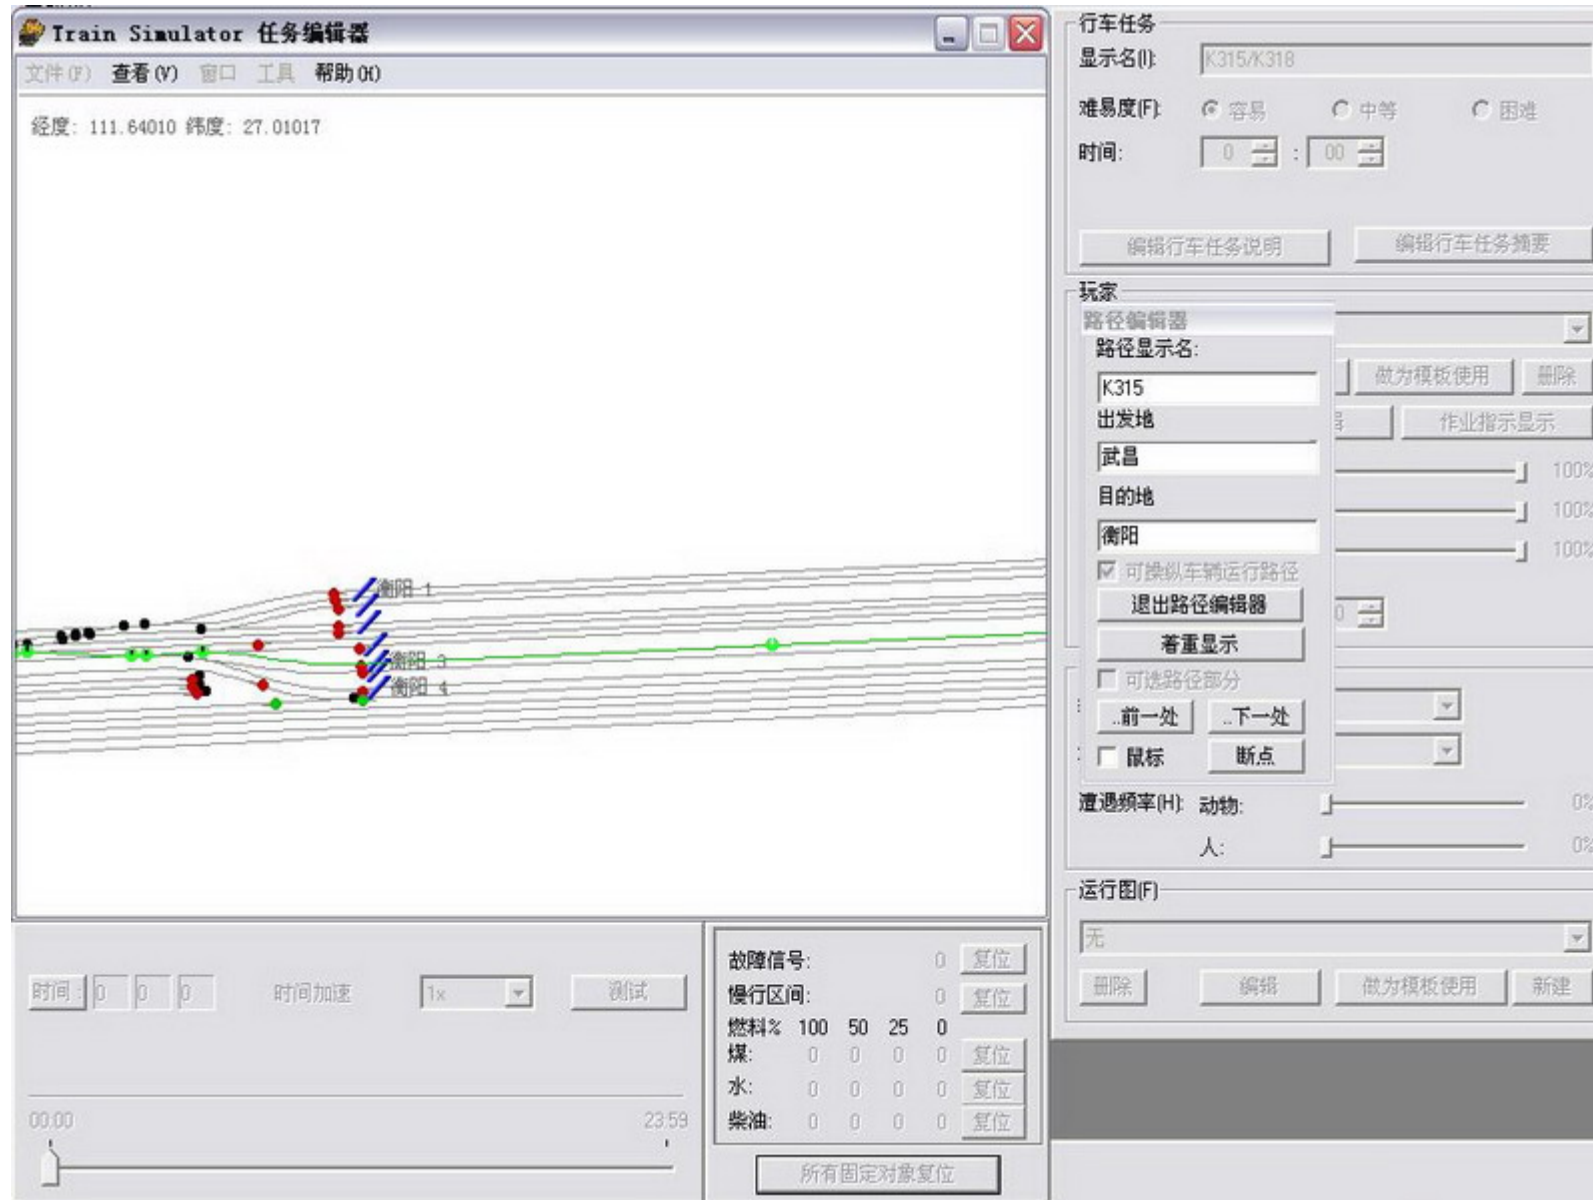 Train Simulator 任务编辑器
文件(F) 查看(V) 窗口 工具 帮助(H)
经度: 111.64010 纬度: 27.01017
衡阳 1
衡阳 3
衡阳 4
时间: 0 0 0 时间加速 1x 测试
00:00 23:59
故障信号: 0 复位
慢行区间: 0 复位
燃料% 100 50 25 0
煤: 0 0 0 0 复位
水: 0 0 0 0 复位
柴油: 0 0 0 0 复位
所有固定对象复位
行车任务
显示名(I): K315/K318
难易度(F): 容易 中等 困难
时间: 0 : 00
编辑行车任务说明 编辑行车任务摘要
玩家
路径编辑器
路径显示名:
K315 做为模板使用 删除
出发地 作业指示显示
武昌 100%
目的地 100%
衡阳 100%
可操纵车辆运行路径
退出路径编辑器 0
着重显示
可选路径部分
..前一处 ..下一处
鼠标 断点
遭遇频率(H): 动物: 0%
人: 0%
运行图(F)
无
删除 编辑 做为模板使用 新建